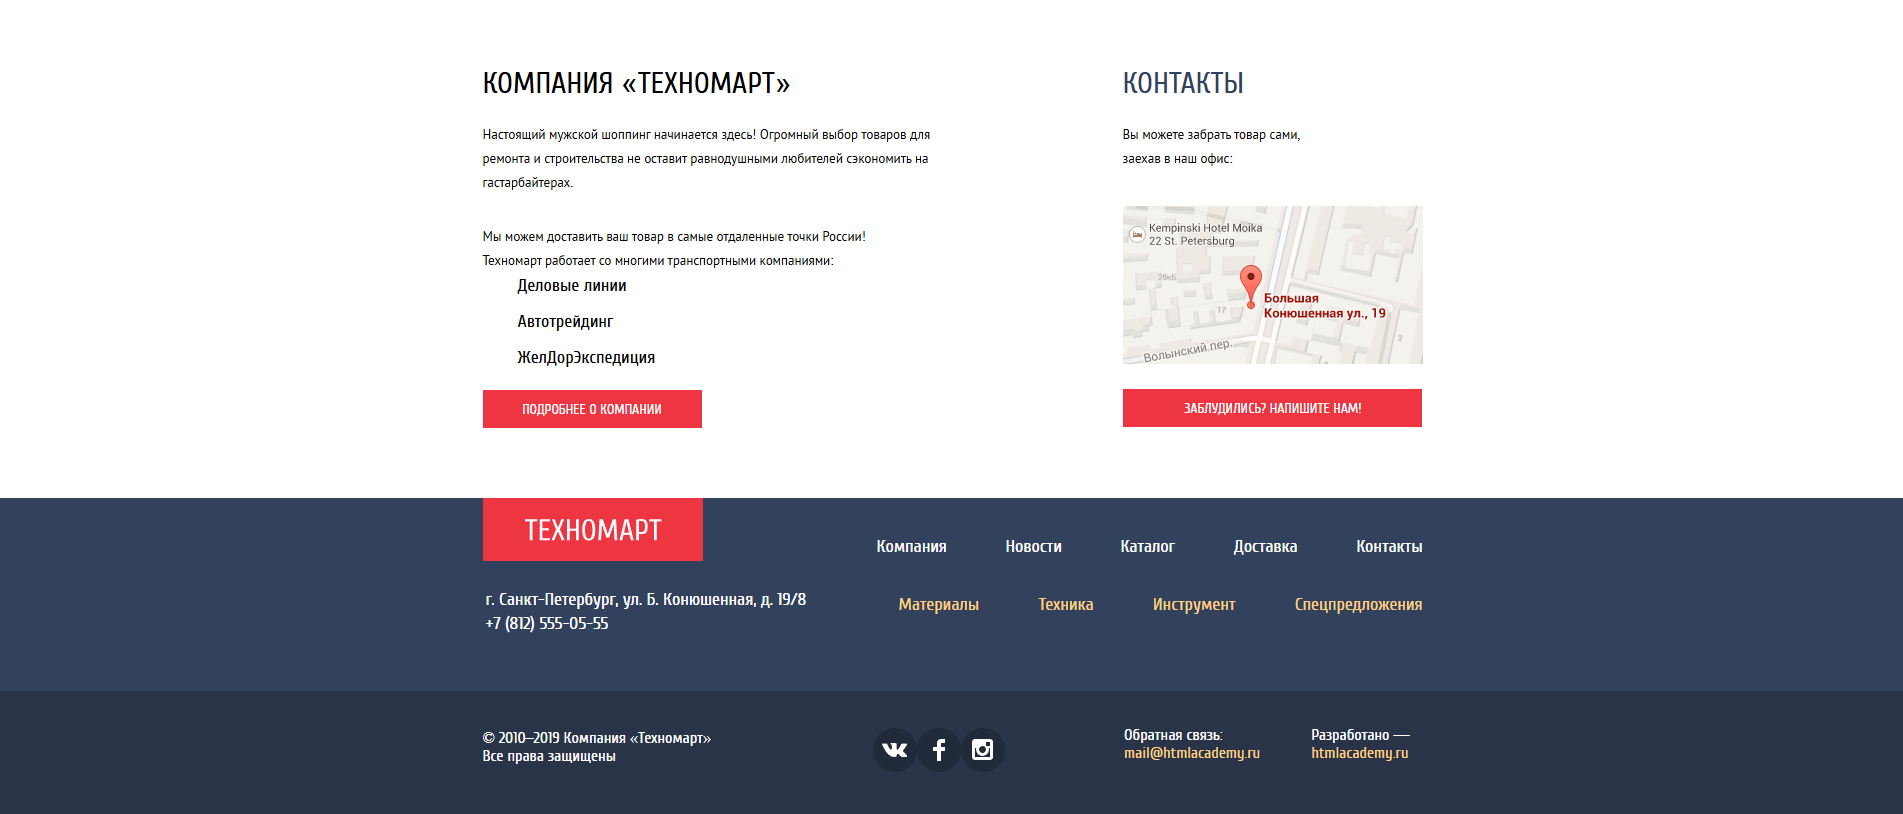 КОМПАНИЯ «ТЕХНОМАРТ»
Настоящий мужской шоппинг начинается здесь! Огромный выбор товаров для
ремонта и строительства не оставит равнодушными любителей сэкономить на
гастарбайтерах.
Мы можем доставить ваш товар в самые отдаленные точки России!
Техномарт работает со многими транспортными компаниями:
Деловые линии
Автотрейдинг
ЖелДорЭкспедиция
ПОДРОБНЕЕ О КОМПАНИИ
КОНТАКТЫ
Вы можете забрать товар сами,
заехав в наш офис:
Kempinski Hotel Moika
22 St. Petersburg
26кБ
Большая
Конюшенная ул., 19
17
2
Волынский пер.
ЗАБЛУДИЛИСЬ? НАПИШИТЕ НАМ!
ТЕХНОМАРТ
Компания Новости Каталог Доставка Контакты
г. Санкт-Петербург, ул. Б. Конюшенная, д. 19/8
+7 (812) 555-05-55
Материалы Техника Инструмент Спецпредложения
© 2010–2019 Компания «Техномарт»
Все права защищены
Обратная связь:
mail@htmlacademy.ru
Разработано —
htmlacademy.ru